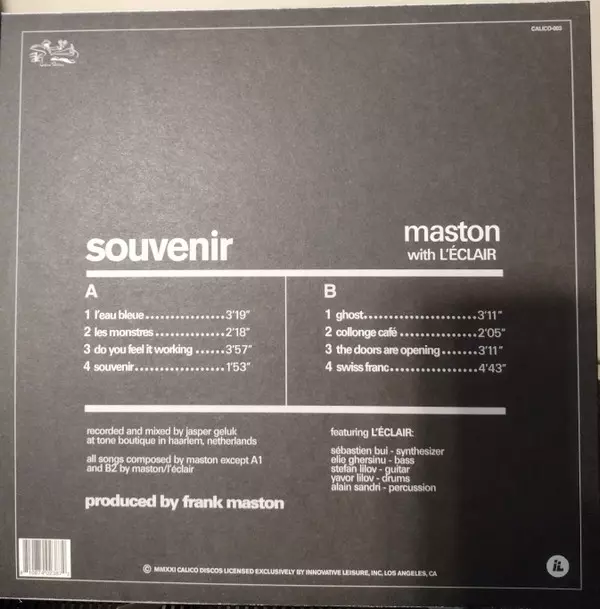 CALICO-003
souvenir
maston
with L'ÉCLAIR
A
1 l'eau bleue.................3'19"
2 les monstres...............2'18"
3 do you feel it working ......3'57"
4 souvenir.....................1'53"
B
1 ghost.....................3'11"
2 collonge café..............2'05"
3 the doors are opening.......3'11"
4 swiss franc................4'43"
recorded and mixed by jasper geluk
at tone boutique in haarlem, netherlands
all songs composed by maston except A1
and B2 by maston/l'éclair
produced by frank maston
featuring L'ÉCLAIR:
sébastien bui - synthesizer
elie ghersinu - bass
stefan lilov - guitar
yavor lilov - drums
alain sandri - percussion
© MMXXI CALICO DISCOS LICENSED EXCLUSIVELY BY INNOVATIVE LEISURE, INC, LOS ANGELES, CA
iL